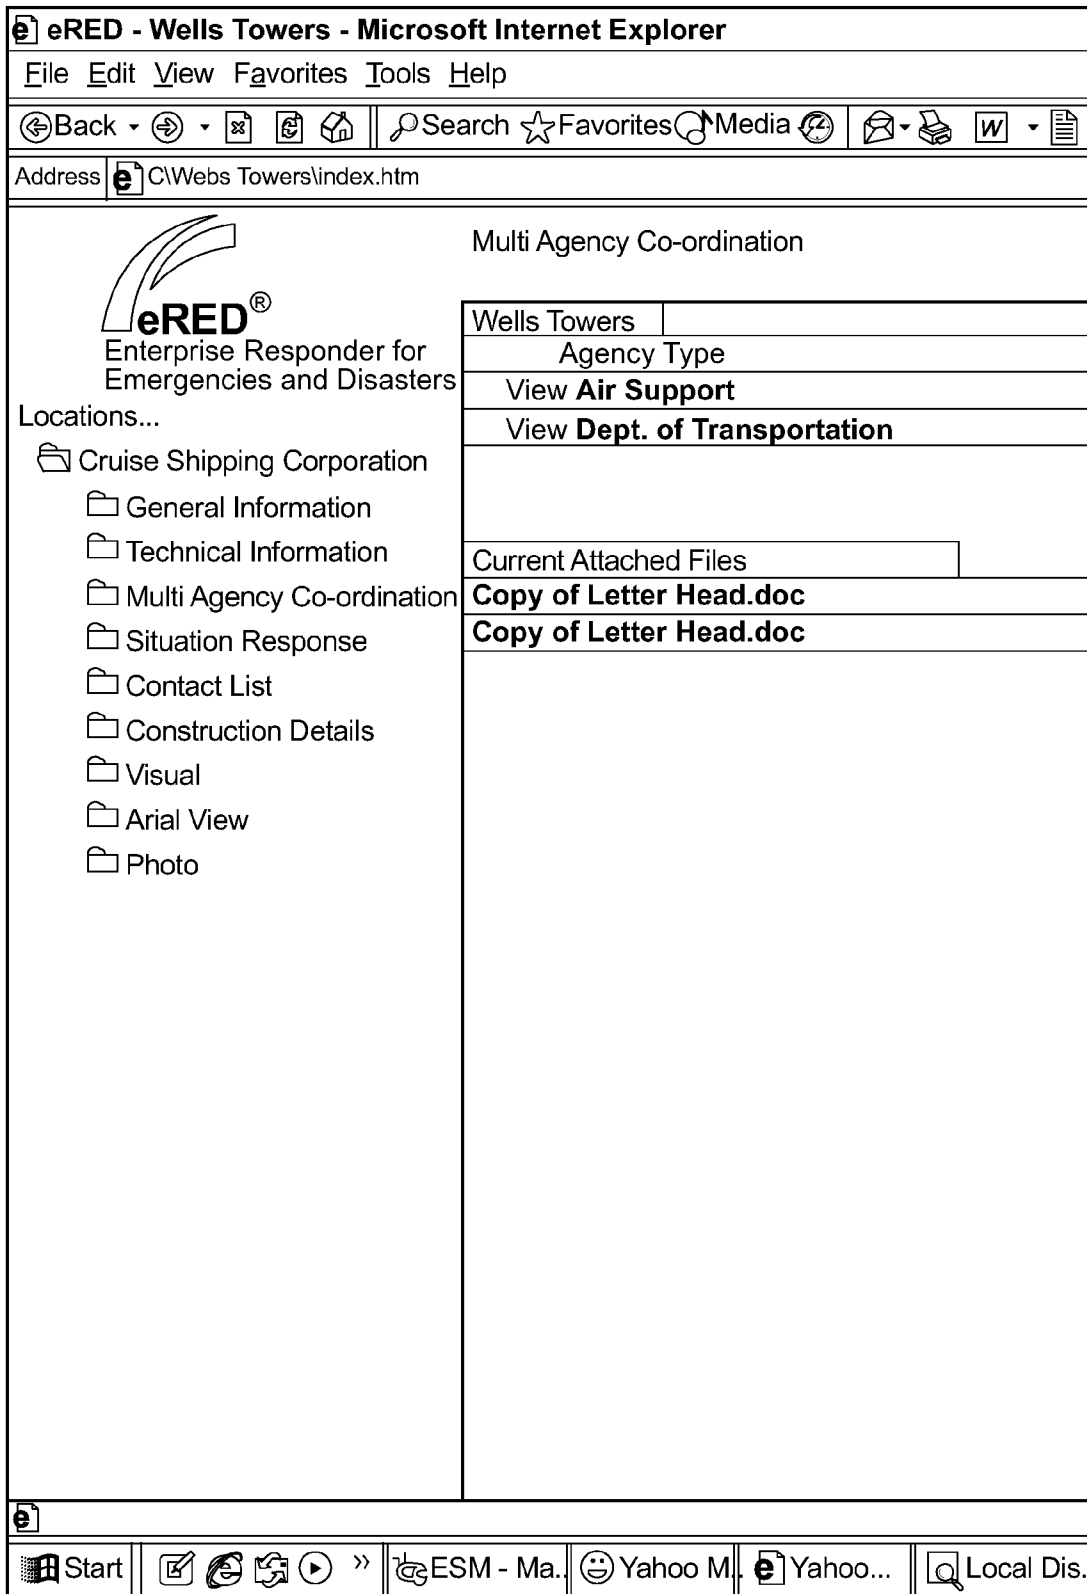 eRED - Wells Towers - Microsoft Internet Explorer
File Edit View Favorites Tools Help
Back Search Favorites Media W
Address C\Webs Towers\index.htm
eRED®
Enterprise Responder for
Emergencies and Disasters
Locations...
Cruise Shipping Corporation
General Information
Technical Information
Multi Agency Co-ordination
Situation Response
Contact List
Construction Details
Visual
Arial View
Photo
Multi Agency Co-ordination
Wells Towers
Agency Type
View Air Support
View Dept. of Transportation
Current Attached Files
Copy of Letter Head.doc
Copy of Letter Head.doc
Start » ESM - Ma.. Yahoo M.. Yahoo... Local Dis.